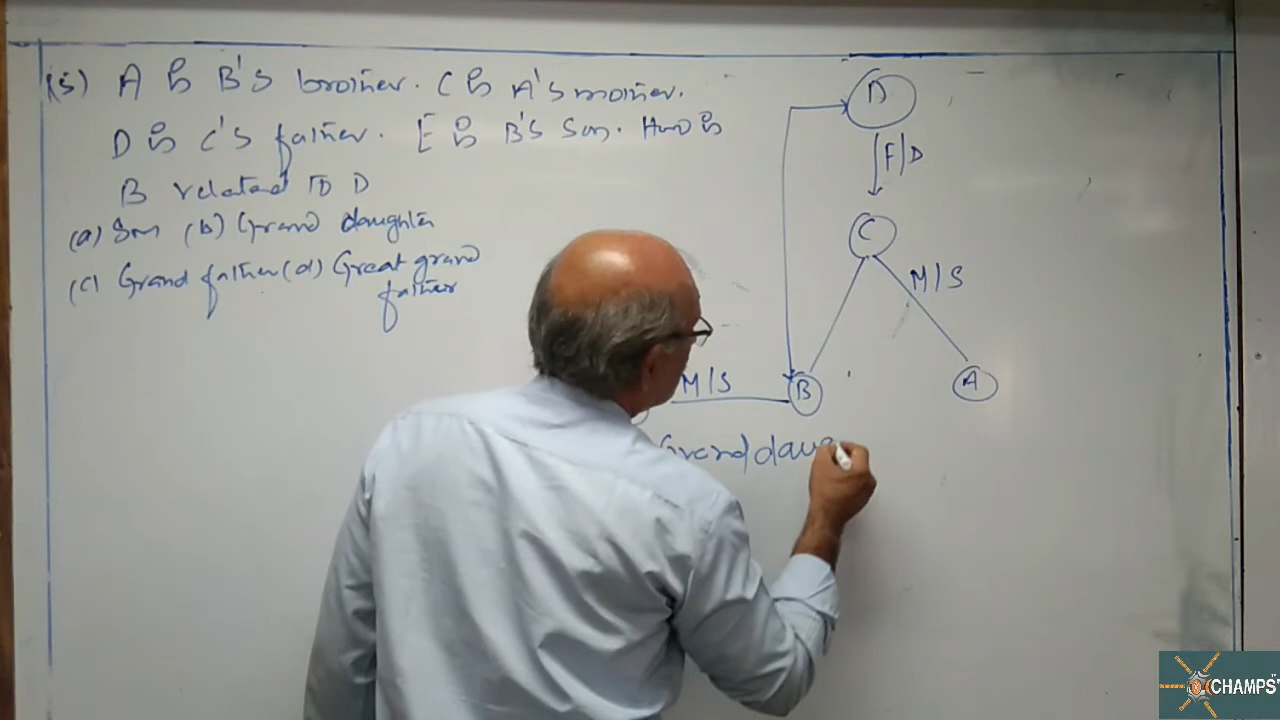 (5) A is B's brother. C is A's mother.
D is C's father. E is B's Son. How is
B related to D
(a) Son (b) Grand daughter
(c) Grand father (d) Great grand
father
D
F/D
C
M/S
M/S
B
A
Grand daug
CHAMPS